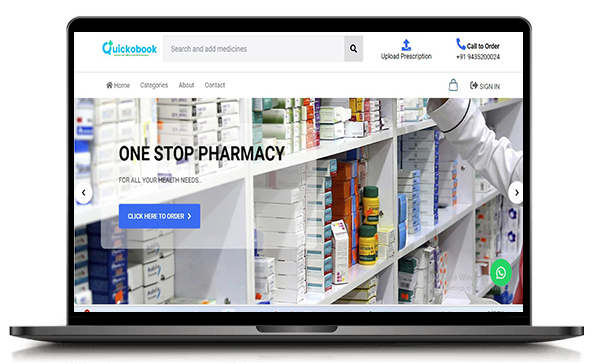 Quickobook
Search and add medicines
Upload Prescription
Call to Order
+91 9435200024
Home
Categories
About
Contact
SIGN IN
ONE STOP PHARMACY
FOR ALL YOUR HEALTH NEEDS..
CLICK HERE TO ORDER